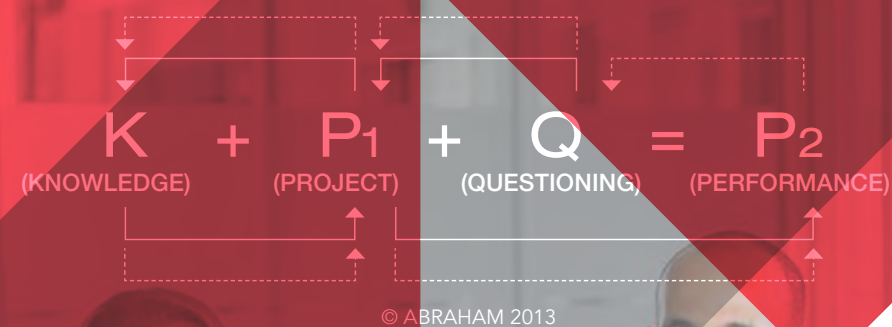 K + P1 + Q = P2
(KNOWLEDGE) (PROJECT) (QUESTIONING) (PERFORMANCE)
© ABRAHAM 2013